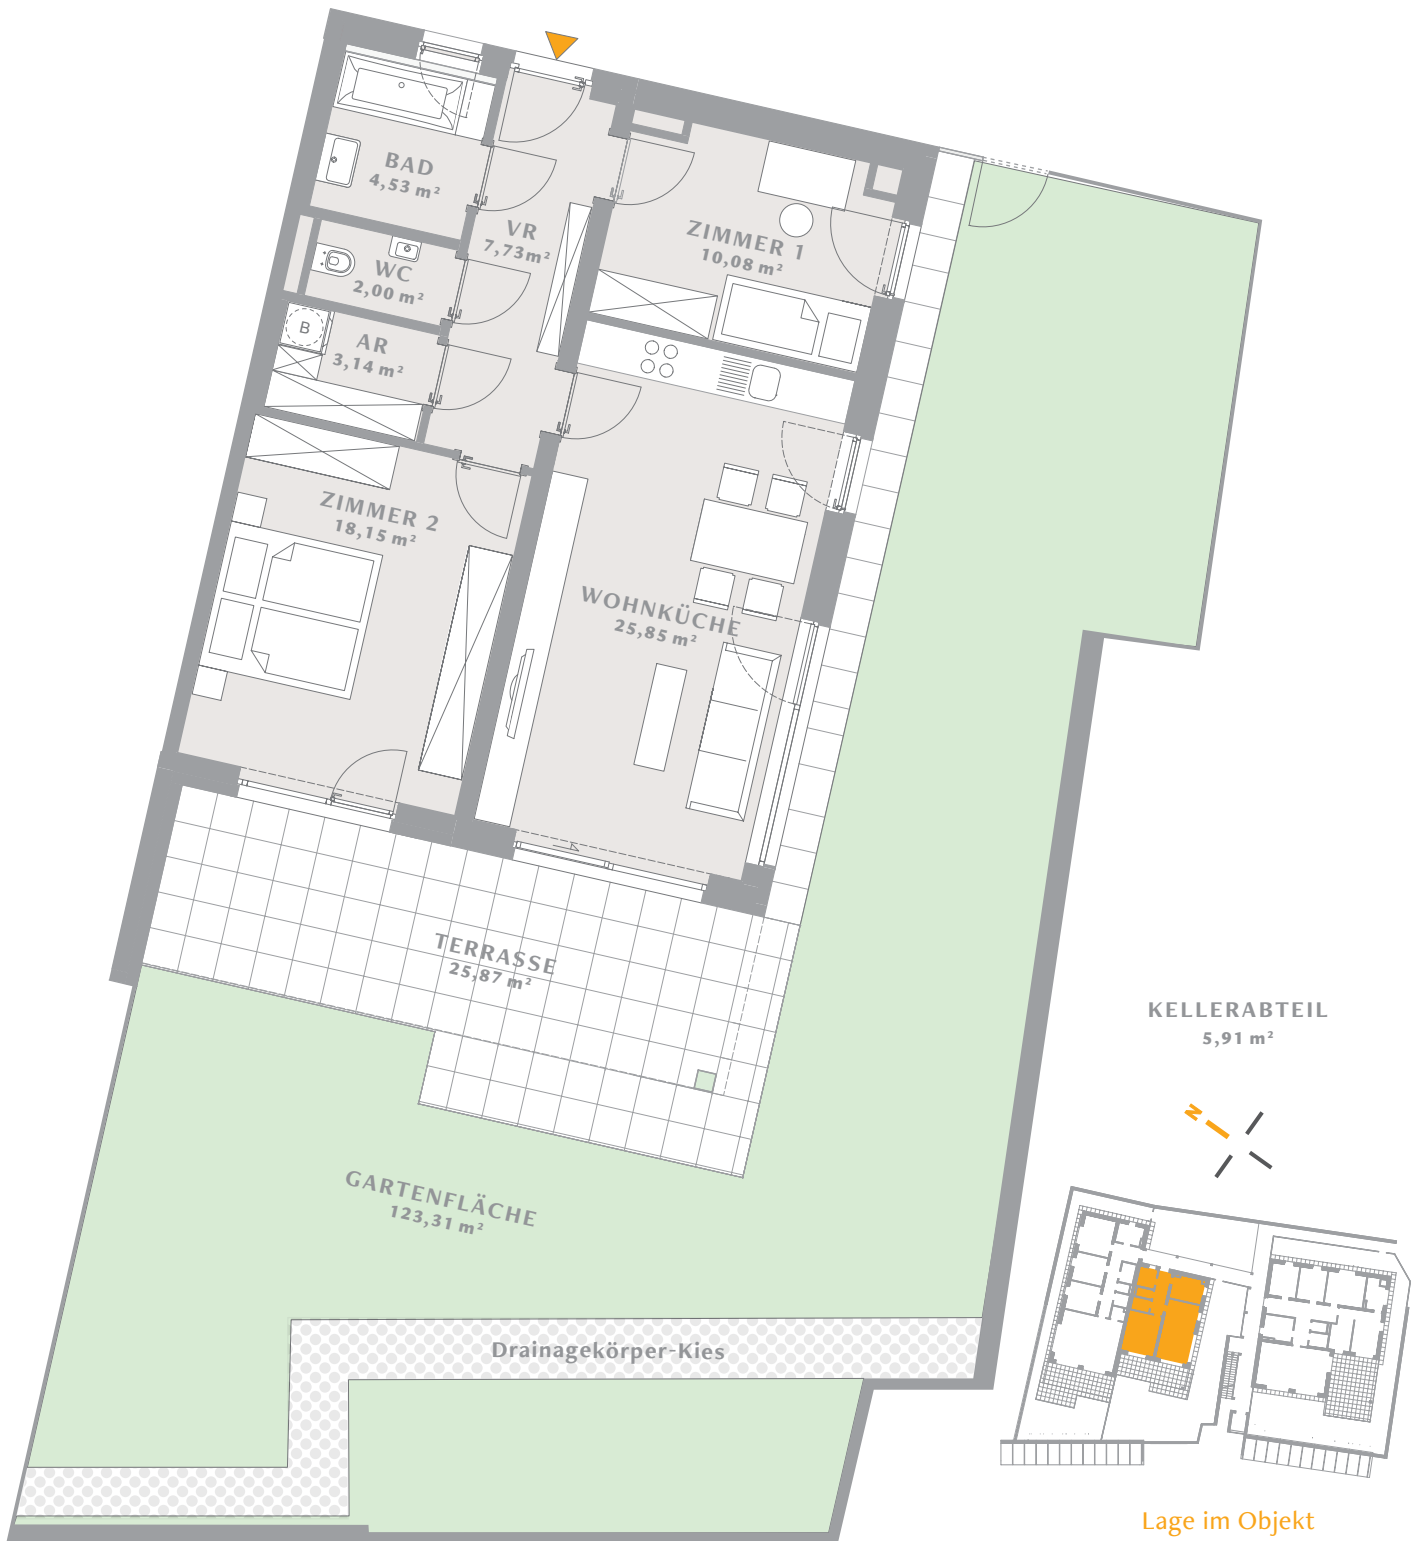 BAD
4,53 m²
VR
7,73m²
ZIMMER 1
10,08 m²
WC
2,00 m²
B
AR
3,14 m²
ZIMMER 2
18,15 m²
WOHNKÜCHE
25,85 m²
TERRASSE
25,87 m²
KELLERABTEIL
5,91 m²
N
GARTENFLÄCHE
123,31 m²
Drainagekörper-Kies
Lage im Objekt